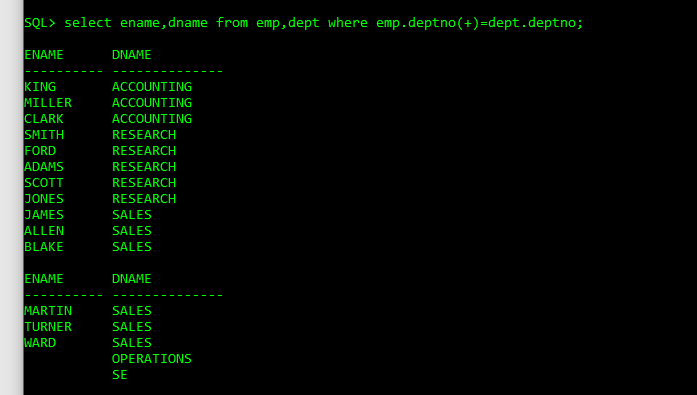 SQL> select ename,dname from emp,dept where emp.deptno(+)=dept.deptno;
ENAME      DNAME
---------- --------------
KING       ACCOUNTING
MILLER     ACCOUNTING
CLARK      ACCOUNTING
SMITH      RESEARCH
FORD       RESEARCH
ADAMS      RESEARCH
SCOTT      RESEARCH
JONES      RESEARCH
JAMES      SALES
ALLEN      SALES
BLAKE      SALES
ENAME      DNAME
---------- --------------
MARTIN     SALES
TURNER     SALES
WARD       SALES
           OPERATIONS
           SE